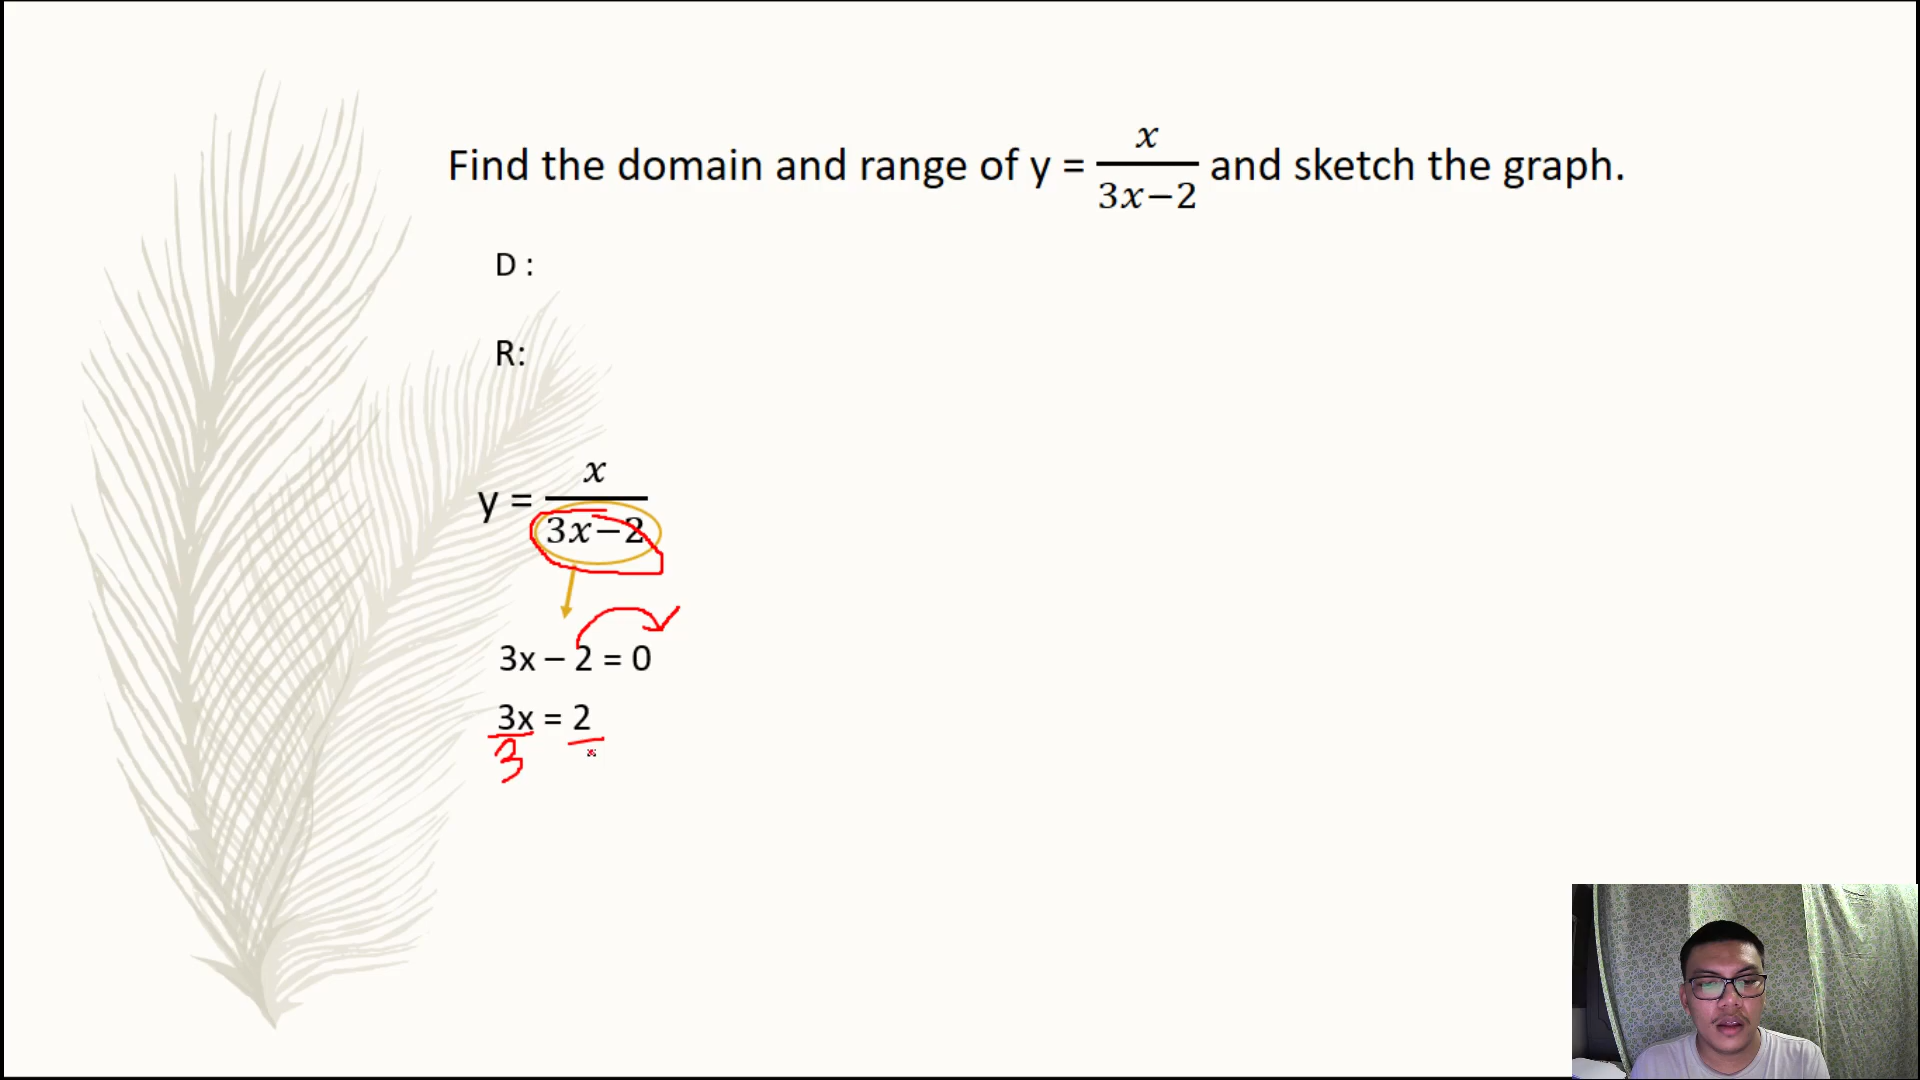 Find the domain and range of y = x/(3x−2) and sketch the graph.
D :
R:
y = x/(3x−2)
3x – 2 = 0
3x = 2
3